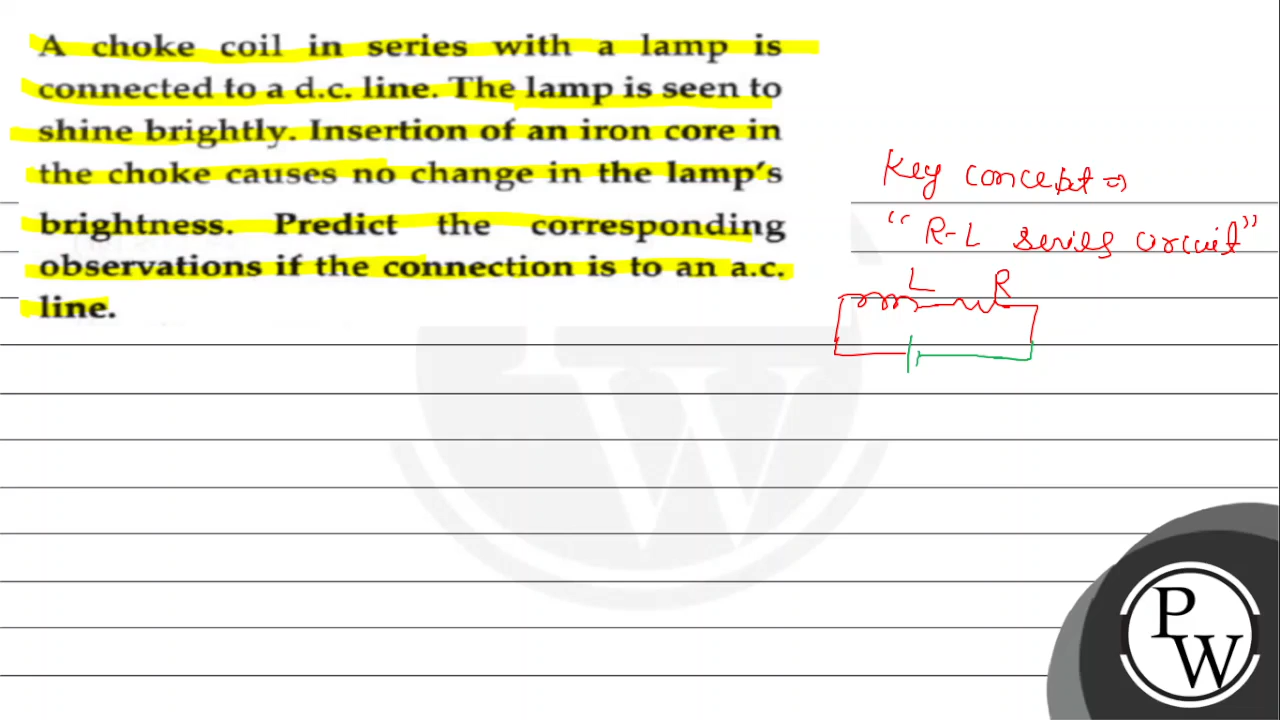 A choke coil in series with a lamp is
connected to a d.c. line. The lamp is seen to
shine brightly. Insertion of an iron core in
the choke causes no change in the lamp's
brightness. Predict the corresponding
observations if the connection is to an a.c.
line.
Key concept ⇒
“ R-L series circuit ”
L R
PW
P
W